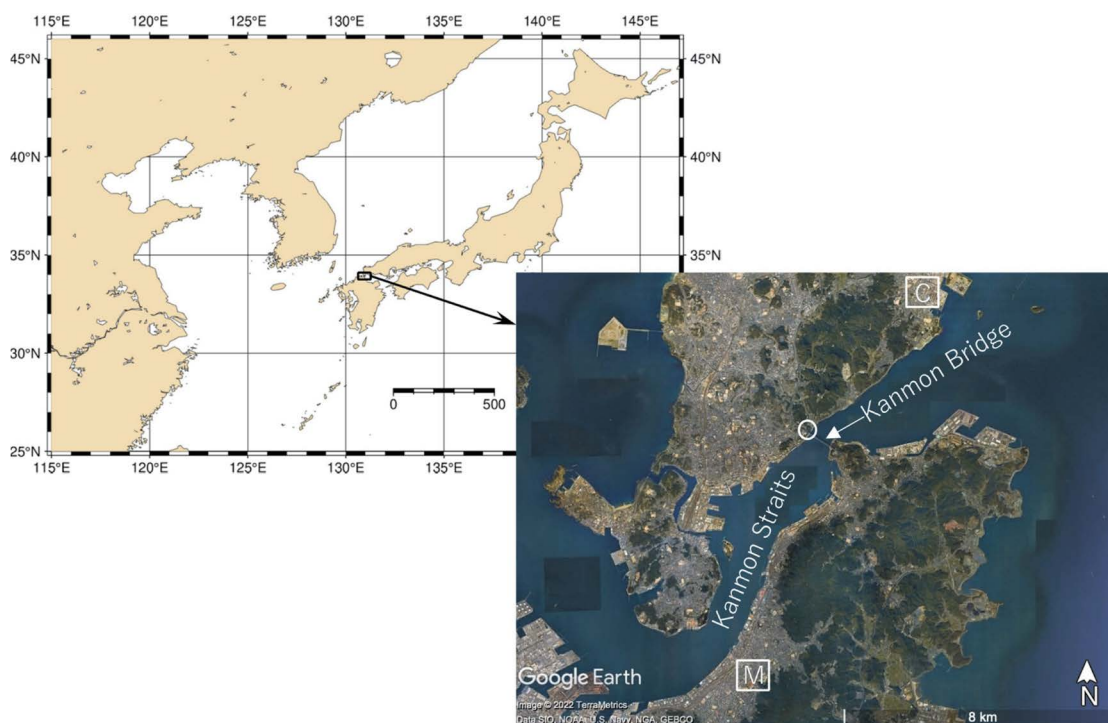 115°E 120°E 125°E 130°E 135°E 140°E 145°E
45°N 45°N
40°N 40°N
35°N 35°N
30°N
0 500
25°N
115°E 120°E 125°E 130°E 135°E
C
Kanmon Bridge
Kanmon Straits
M
N
Google Earth
Image © 2022 TerraMetrics
Data SIO, NOAA, U.S. Navy, NGA, GEBCO
8 km